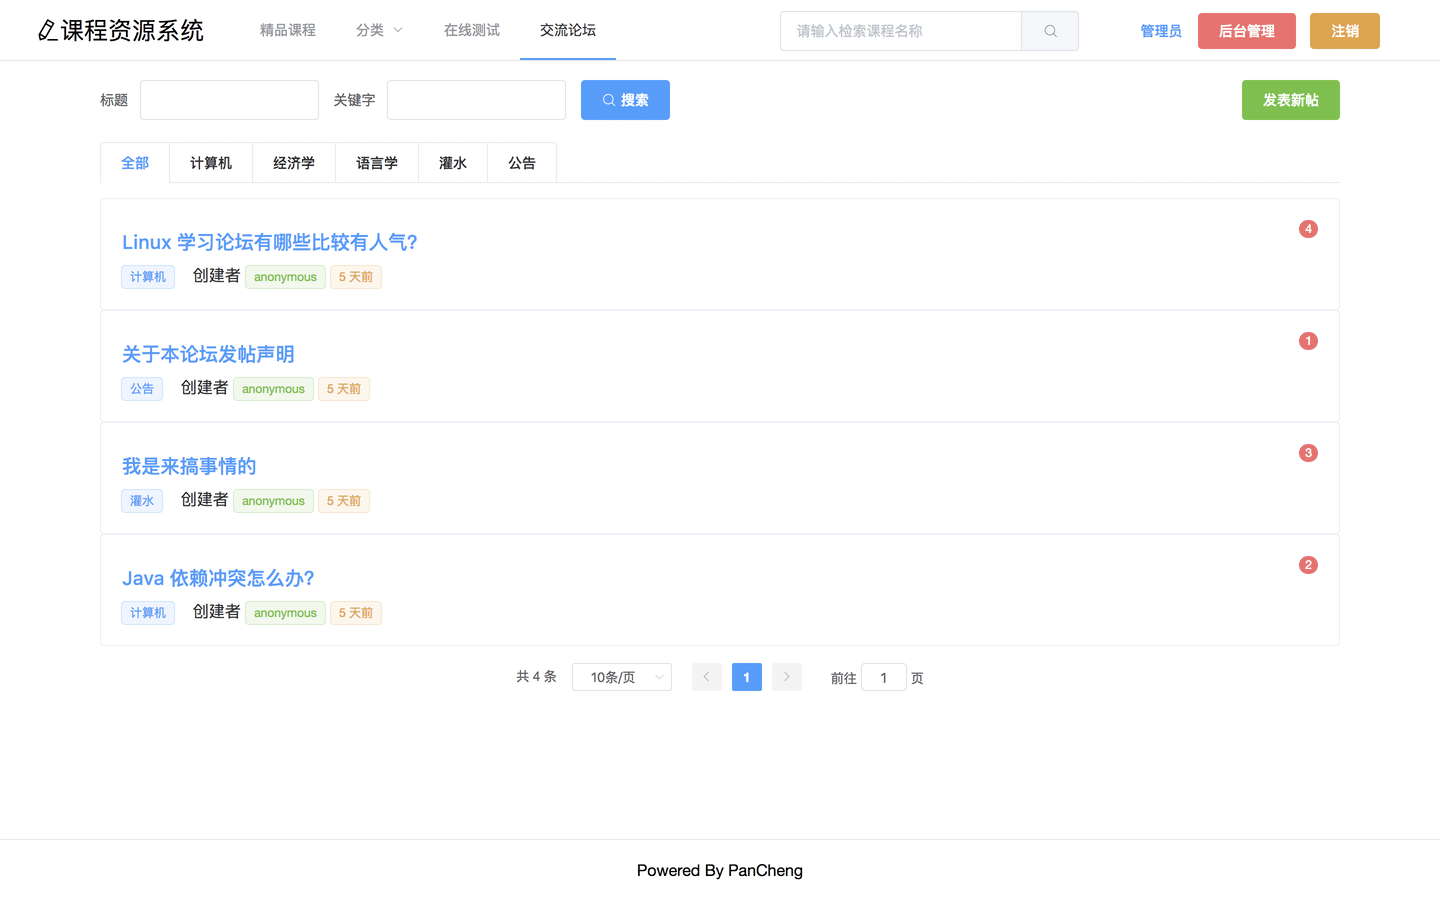 课程资源系统 精品课程 分类 在线测试 交流论坛 请输入检索课程名称 管理员 后台管理 注销
标题 关键字 搜索 发表新帖
全部 计算机 经济学 语言学 灌水 公告
Linux 学习论坛有哪些比较有人气? 4
计算机 创建者 anonymous 5 天前
关于本论坛发帖声明 1
公告 创建者 anonymous 5 天前
我是来搞事情的 3
灌水 创建者 anonymous 5 天前
Java 依赖冲突怎么办? 2
计算机 创建者 anonymous 5 天前
共 4 条 10条/页 1 前往 1 页
Powered By PanCheng